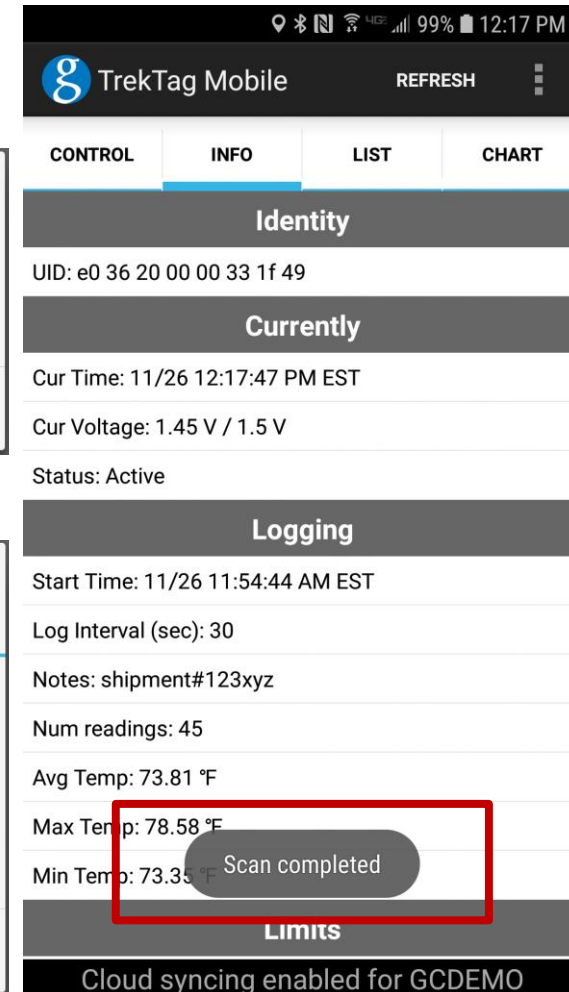 4GE 99% 12:17 PM
g TrekTag Mobile REFRESH
CONTROL INFO LIST CHART
Identity
UID: e0 36 20 00 00 33 1f 49
Currently
Cur Time: 11/26 12:17:47 PM EST
Cur Voltage: 1.45 V / 1.5 V
Status: Active
Logging
Start Time: 11/26 11:54:44 AM EST
Log Interval (sec): 30
Notes: shipment#123xyz
Num readings: 45
Avg Temp: 73.81 °F
Max Temp: 78.58 °F
Min Temp: 73.35 °F
Scan completed
Limits
Cloud syncing enabled for GCDEMO